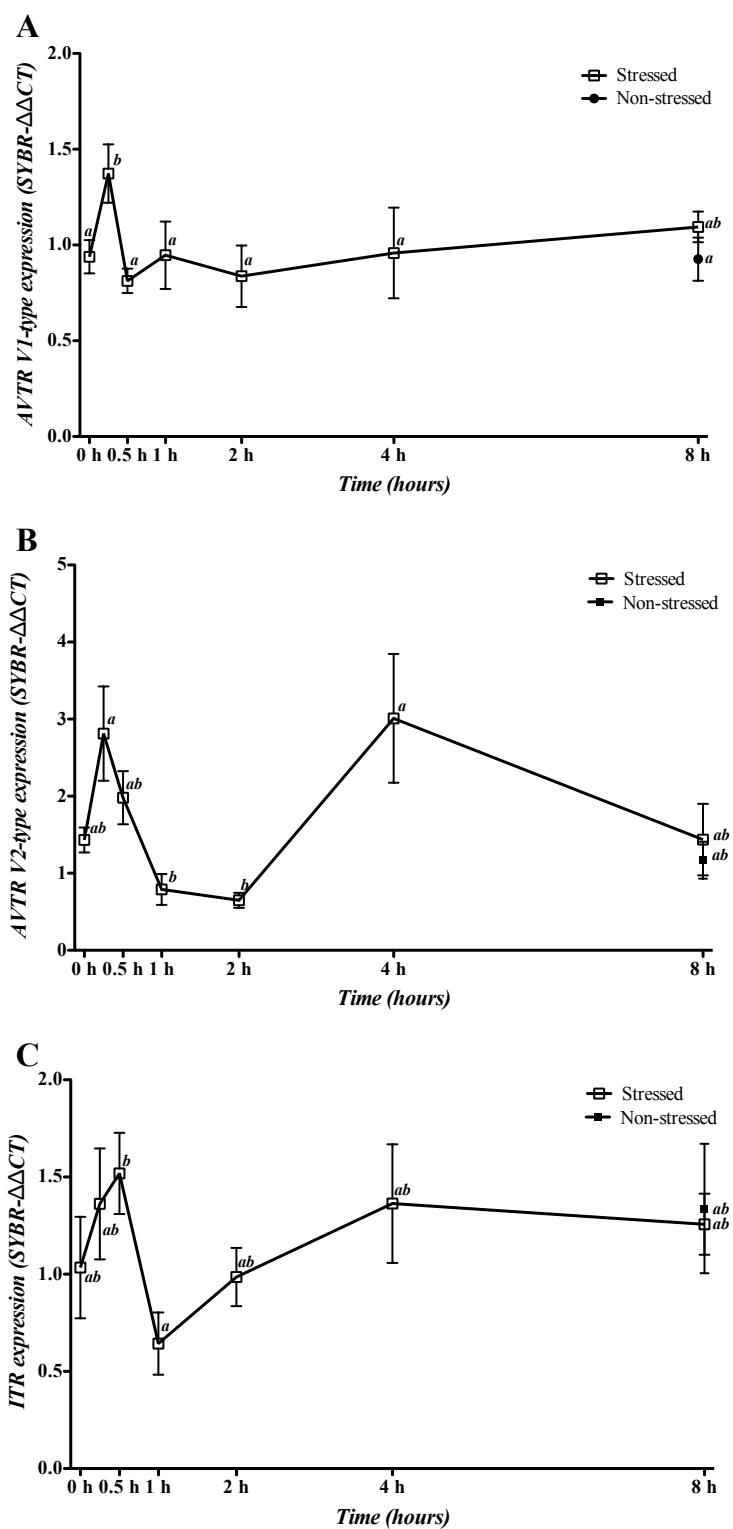 A
AVTR V1-type expression (SYBR-ΔΔCT)
2.0
1.5
1.0
0.5
0.0
Stressed
Non-stressed
a
b
a
a
a
a
ab
a
0 h 0.5 h 1 h 2 h 4 h 8 h
Time (hours)
B
AVTR V2-type expression (SYBR-ΔΔCT)
5
4
3
2
1
0
Stressed
Non-stressed
ab
a
ab
b
b
a
ab
ab
0 h 0.5 h 1 h 2 h 4 h 8 h
Time (hours)
C
ITR expression (SYBR-ΔΔCT)
2.0
1.5
1.0
0.5
0.0
Stressed
Non-stressed
ab
ab
b
a
ab
ab
ab
ab
0 h 0.5 h 1 h 2 h 4 h 8 h
Time (hours)